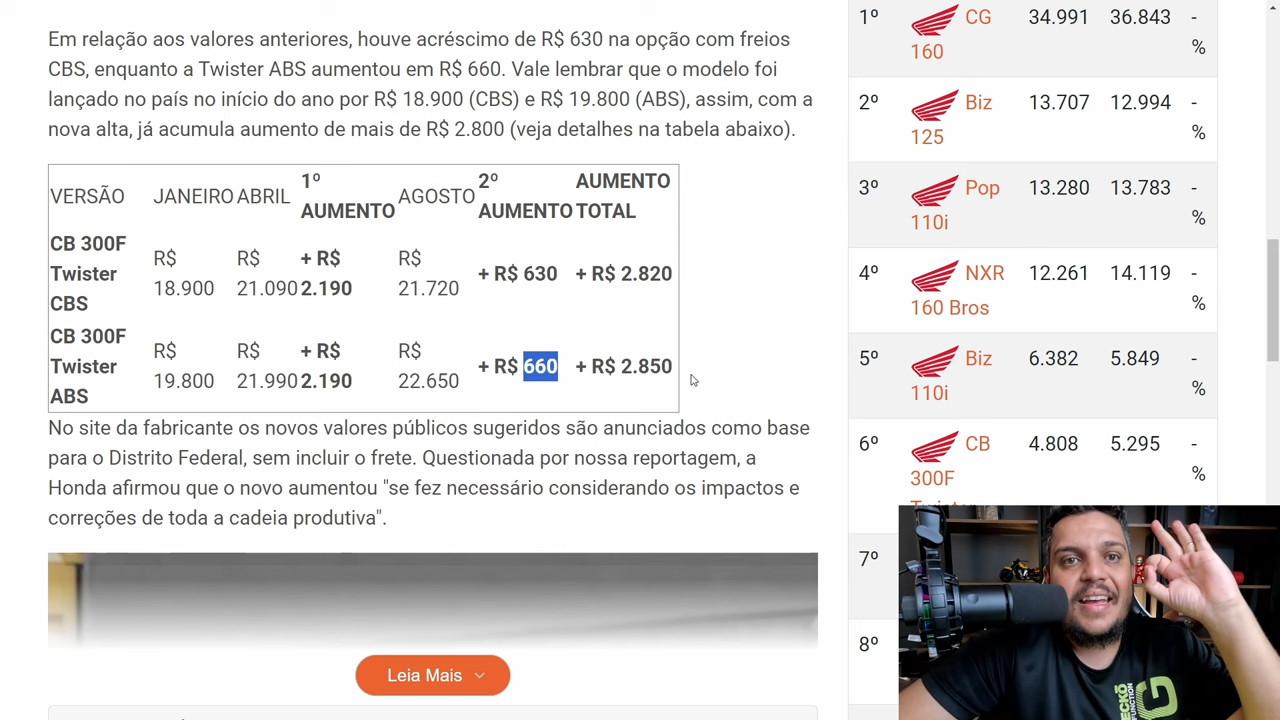 Em relação aos valores anteriores, houve acréscimo de R$ 630 na opção com freios
CBS, enquanto a Twister ABS aumentou em R$ 660. Vale lembrar que o modelo foi
lançado no país no início do ano por R$ 18.900 (CBS) e R$ 19.800 (ABS), assim, com a
nova alta, já acumula aumento de mais de R$ 2.800 (veja detalhes na tabela abaixo).
VERSÃO JANEIRO ABRIL 1º AUMENTO AGOSTO 2º AUMENTO AUMENTO TOTAL
CB 300F Twister CBS R$ 18.900 R$ 21.090 + R$ 2.190 R$ 21.720 + R$ 630 + R$ 2.820
CB 300F Twister ABS R$ 19.800 R$ 21.990 + R$ 2.190 R$ 22.650 + R$ 660 + R$ 2.850
No site da fabricante os novos valores públicos sugeridos são anunciados como base
para o Distrito Federal, sem incluir o frete. Questionada por nossa reportagem, a
Honda afirmou que o novo aumentou "se fez necessário considerando os impactos e
correções de toda a cadeia produtiva".
Leia Mais
1º CG 160 34.991 36.843 - %
2º Biz 125 13.707 12.994 - %
3º Pop 110i 13.280 13.783 - %
4º NXR 160 Bros 12.261 14.119 - %
5º Biz 110i 6.382 5.849 - %
6º CB 300F 4.808 5.295 - %
7º
8º